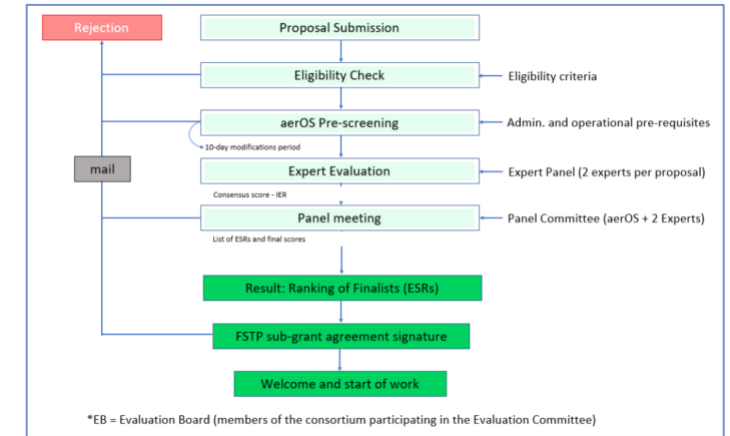 Rejection
Proposal Submission
Eligibility Check
Eligibility criteria
aerOS Pre-screening
Admin. and operational pre-requisites
10-day modifications period
mail
Expert Evaluation
Expert Panel (2 experts per proposal)
Consensus score - IER
Panel meeting
Panel Committee (aerOS + 2 Experts)
List of ESRs and final scores
Result: Ranking of Finalists (ESRs)
FSTP sub-grant agreement signature
Welcome and start of work
*EB = Evaluation Board (members of the consortium participating in the Evaluation Committee)